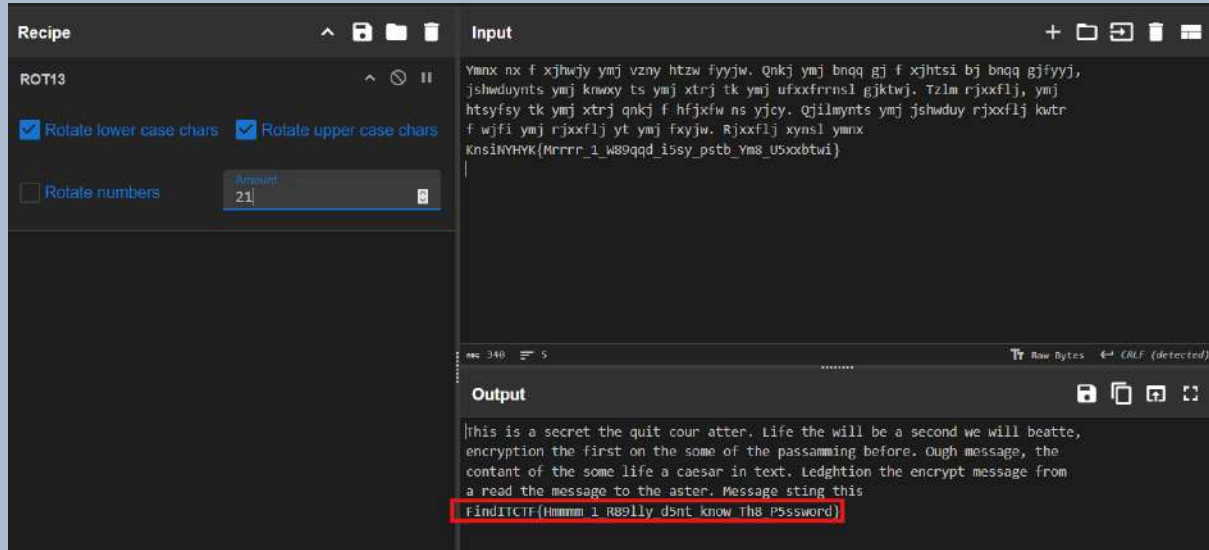 Recipe
ROT13
Rotate lower case chars
Rotate upper case chars
Rotate numbers
Amount
21
Input
Ymnx nx f xjhwjy ymj vzny htzw fyyjw. Qnkj ymj bnqq gj f xjhtsi bj bnqq gjfyyj,
jshwduynts ymj knwxy ts ymj xtrj tk ymj ufxxfrrnsl gjktwj. Tzlm rjxxflj, ymj
htsyfsy tk ymj xtrj qnkj f hfjxfw ns yjcy. Qjilmynts ymj jshwduy rjxxflj kwtr
f wjfi ymj rjxxflj yt ymj fxyjw. Rjxxflj xynsl ymnx
KnsiNYHYK{Mrrrr_1_W89qqd_i5sy_pstb_Ym8_U5xxbtwi}
340
5
Raw Bytes
CRLF (detected)
Output
This is a secret the quit cour atter. Life the will be a second we will beatte,
encryption the first on the some of the passamming before. Ough message, the
contant of the some life a caesar in text. Ledghtion the encrypt message from
a read the message to the aster. Message sting this
FindITCTF{Hmmmm_1_R89lly_d5nt_know_Th8_P5ssword}